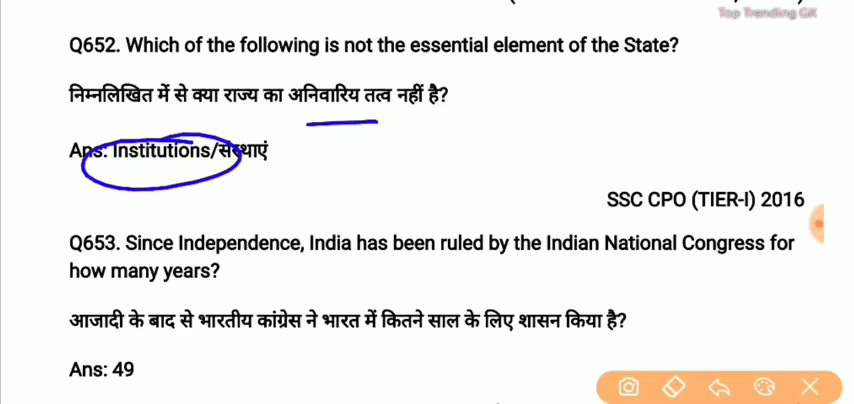 Top Trending GK
Q652. Which of the following is not the essential element of the State?
निम्नलिखित में से क्या राज्य का अनिवारिय तत्व नहीं है?
Ans: Institutions/संस्थाएं
SSC CPO (TIER-I) 2016
Q653. Since Independence, India has been ruled by the Indian National Congress for
how many years?
आजादी के बाद से भारतीय कांग्रेस ने भारत में कितने साल के लिए शासन किया है?
Ans: 49